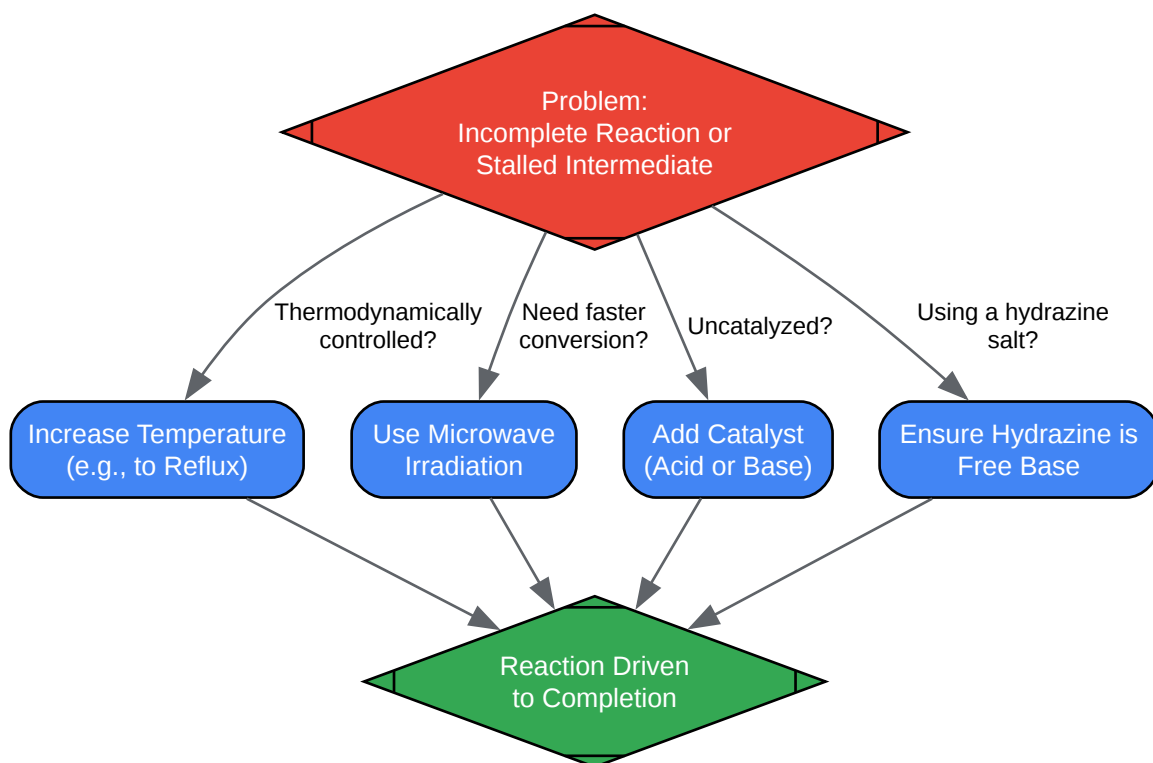 Problem:
Incomplete Reaction or
Stalled Intermediate
Thermodynamically
controlled?
Need faster
conversion?
Uncatalyzed?
Using a hydrazine
salt?
Increase Temperature
(e.g., to Reflux)
Use Microwave
Irradiation
Add Catalyst
(Acid or Base)
Ensure Hydrazine is
Free Base
Reaction Driven
to Completion